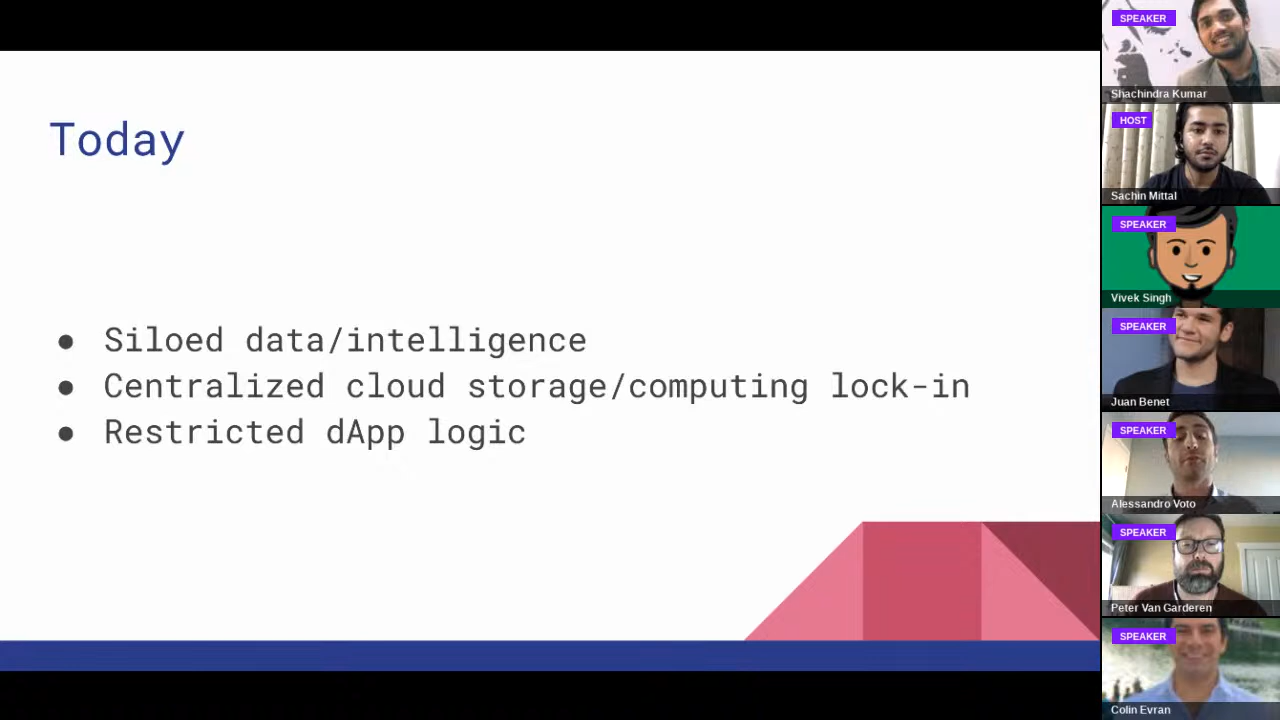 Today
● Siloed data/intelligence
● Centralized cloud storage/computing lock-in
● Restricted dApp logic
SPEAKER
Shachindra Kumar
HOST
Sachin Mittal
SPEAKER
Vivek Singh
SPEAKER
Juan Benet
SPEAKER
Alessandro Voto
SPEAKER
Peter Van Garderen
SPEAKER
Colin Evran